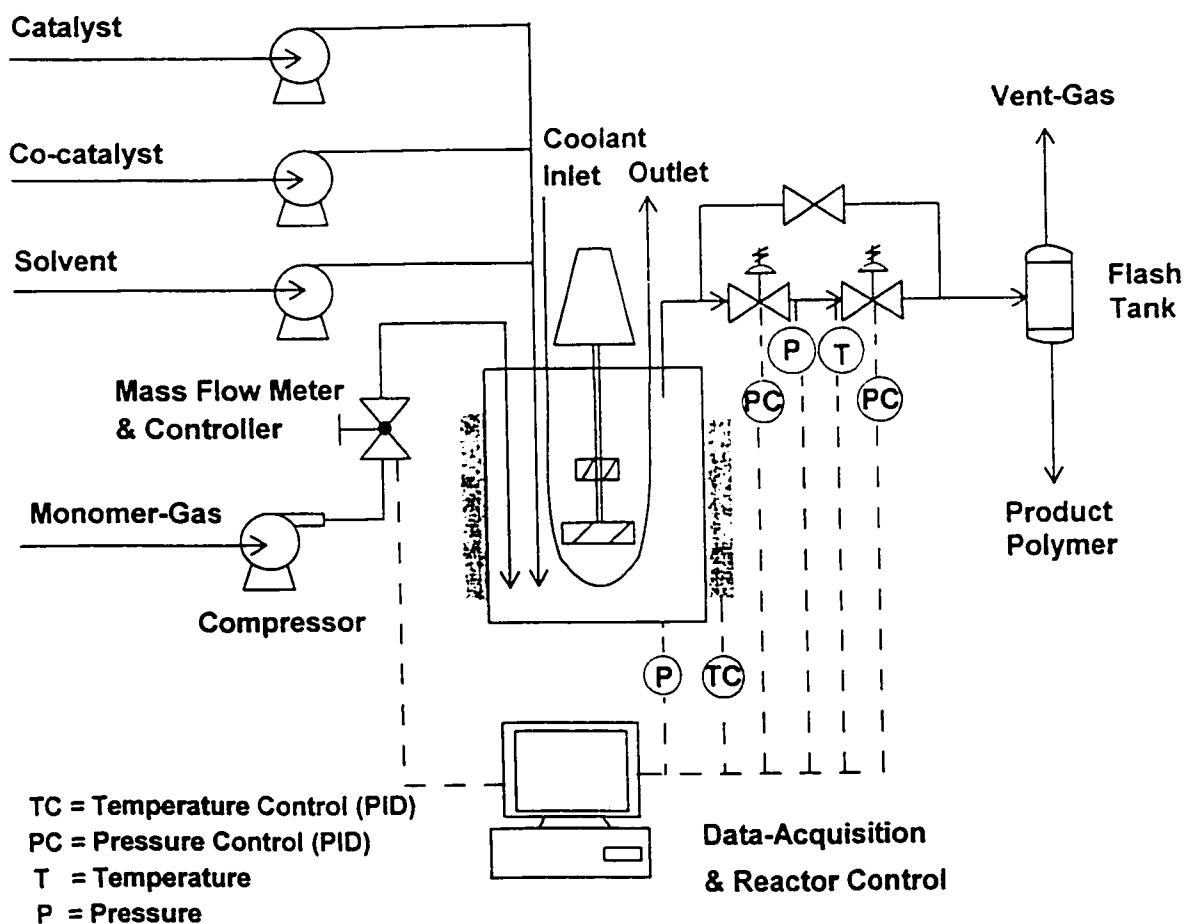 Catalyst
Co-catalyst
Solvent
Mass Flow Meter
& Controller
Monomer-Gas
Compressor
Coolant
inlet Outlet
Vent-Gas
Flash
Tank
Product
Polymer
P
T
PC
PC
P
TC
Data-Acquisition
& Reactor Control
TC = Temperature Control (PID)
PC = Pressure Control (PID)
T = Temperature
P = Pressure